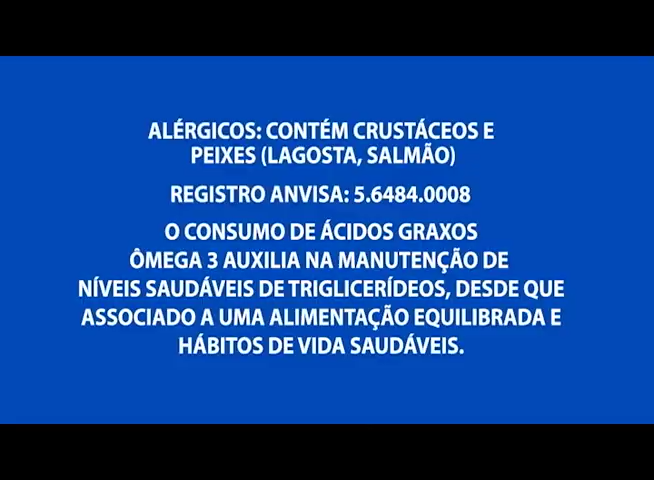 ALÉRGICOS: CONTÉM CRUSTÁCEOS E
PEIXES (LAGOSTA, SALMÃO)
REGISTRO ANVISA: 5.6484.0008
O CONSUMO DE ÁCIDOS GRAXOS
ÔMEGA 3 AUXILIA NA MANUTENÇÃO DE
NÍVEIS SAUDÁVEIS DE TRIGLICERÍDEOS, DESDE QUE
ASSOCIADO A UMA ALIMENTAÇÃO EQUILIBRADA E
HÁBITOS DE VIDA SAUDÁVEIS.